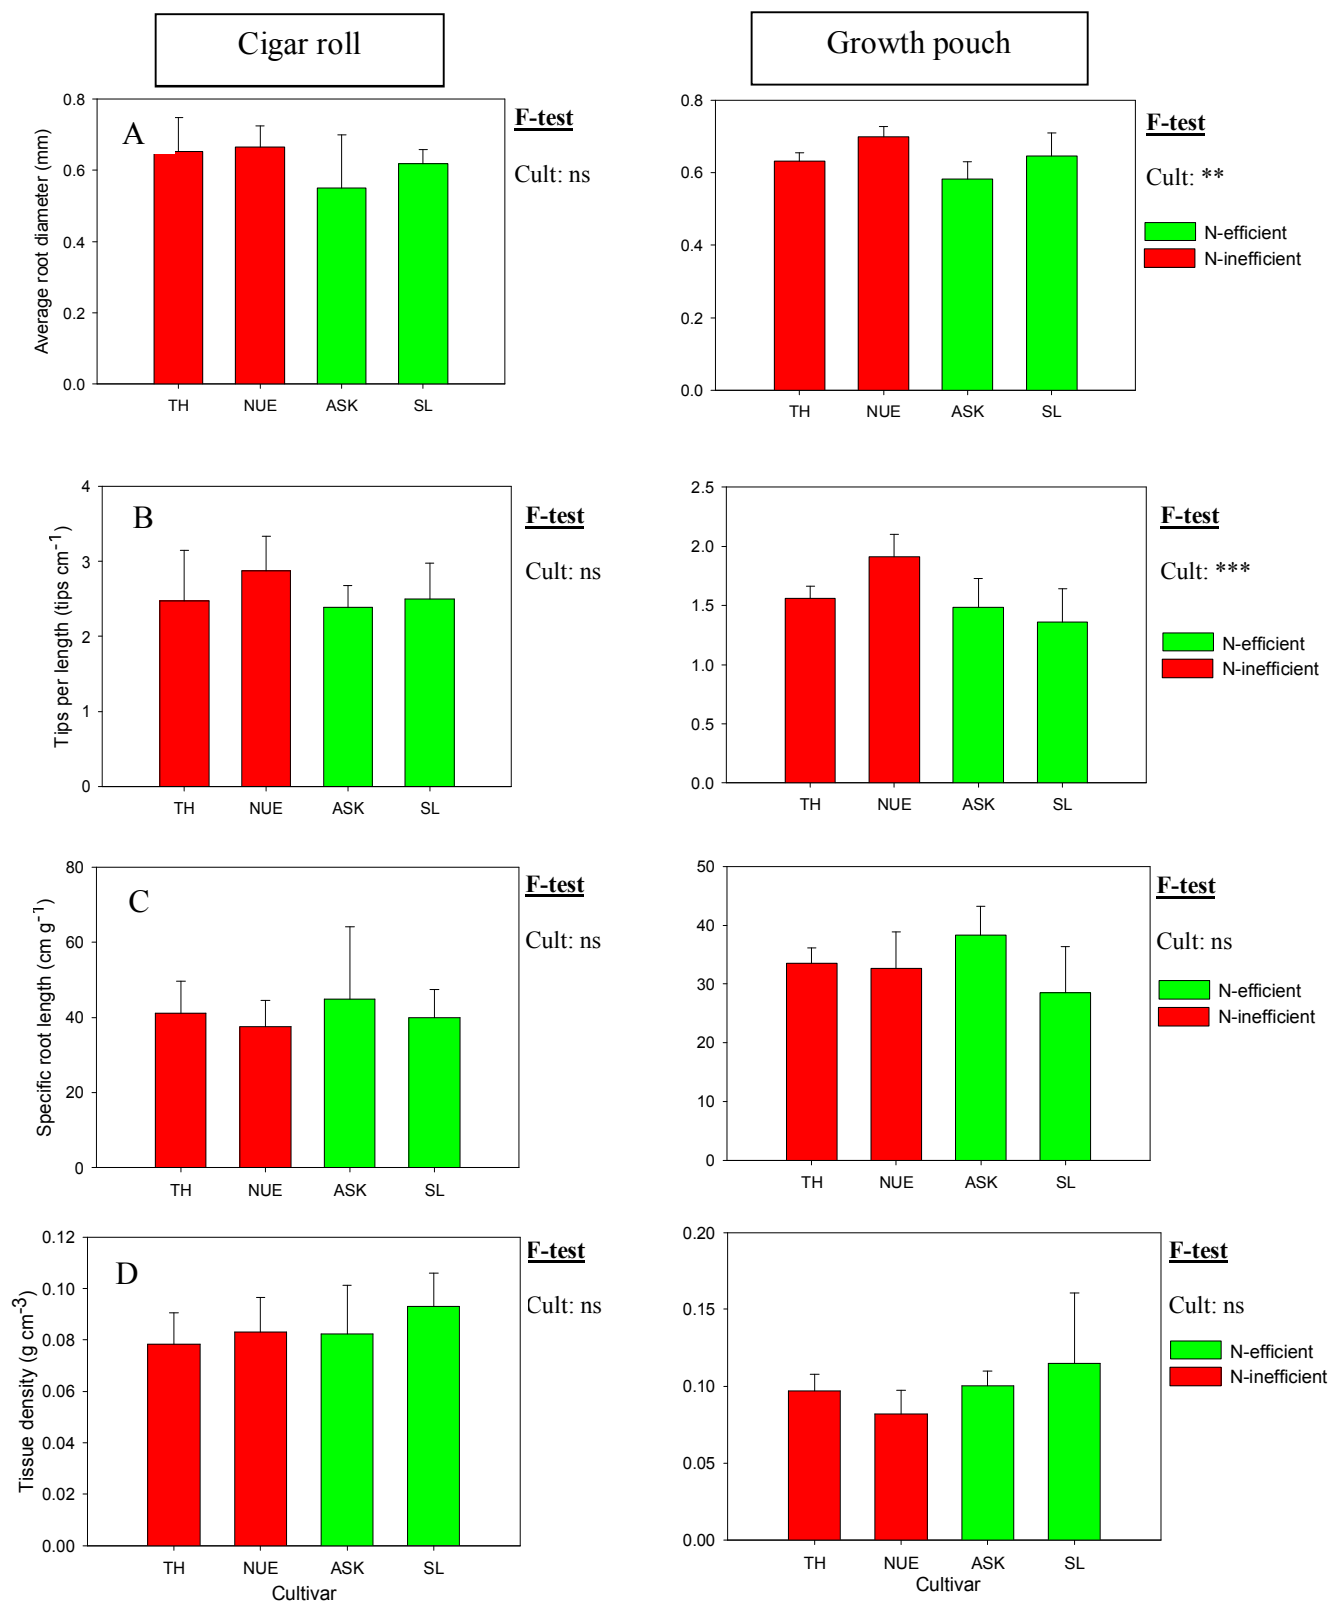 Cigar roll
Growth pouch
A
Average root diameter (mm)
0.8
0.6
0.4
0.2
0.0
TH NUE ASK SL
F-test
Cult: ns
0.8
0.6
0.4
0.2
0.0
TH NUE ASK SL
F-test
Cult: **
N-efficient
N-inefficient
B
Tips per length (tips cm⁻¹)
4
3
2
1
0
TH NUE ASK SL
F-test
Cult: ns
2.5
2.0
1.5
1.0
0.5
0.0
TH NUE ASK SL
F-test
Cult: ***
N-efficient
N-inefficient
C
Specific root length (cm g⁻¹)
80
60
40
20
0
TH NUE ASK SL
F-test
Cult: ns
50
40
30
20
10
0
TH NUE ASK SL
F-test
Cult: ns
N-efficient
N-inefficient
D
Tissue density (g cm⁻³)
0.12
0.10
0.08
0.06
0.04
0.02
0.00
TH NUE ASK SL
Cultivar
F-test
Cult: ns
0.20
0.15
0.10
0.05
0.00
TH NUE ASK SL
Cultivar
F-test
Cult: ns
N-efficient
N-inefficient